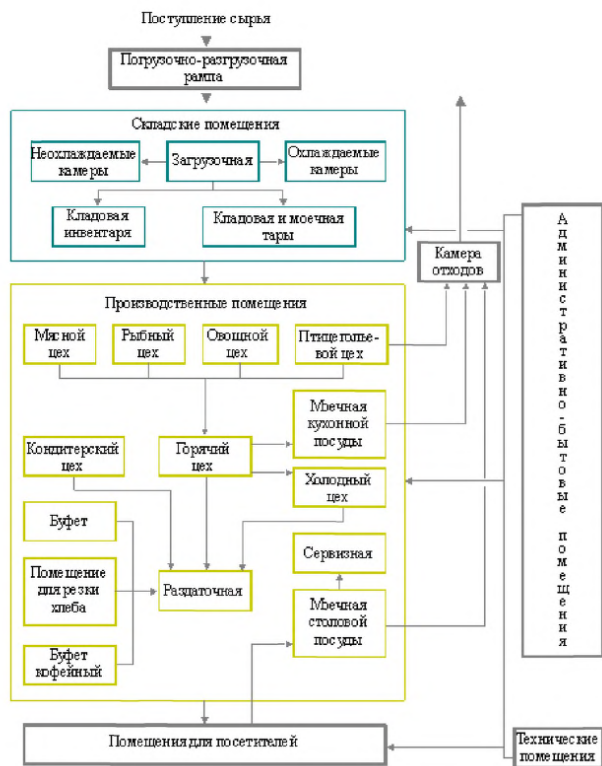 Поступление сырья
Погрузочно-разгрузочная
рампа
Складские помещения
Неохлаждаемые
камеры
Загрузочная
Охлаждаемые
камеры
Кладовая
инвентаря
Кладовая и моечная
тары
Камера
отходов
Административно-бытовые помещения
Производственные помещения
Мясной
цех
Рыбный
цех
Овощной
цех
Птицеголье-
вой цех
Моечная
кухонной
посуды
Кондитерский
цех
Горячий
цех
Холодный
цех
Буфет
Сервизная
Помещение
для резки
хлеба
Раздаточная
Моечная
столовой
посуды
Буфет
кофейный
Помещения для посетителей
Технические
помещения